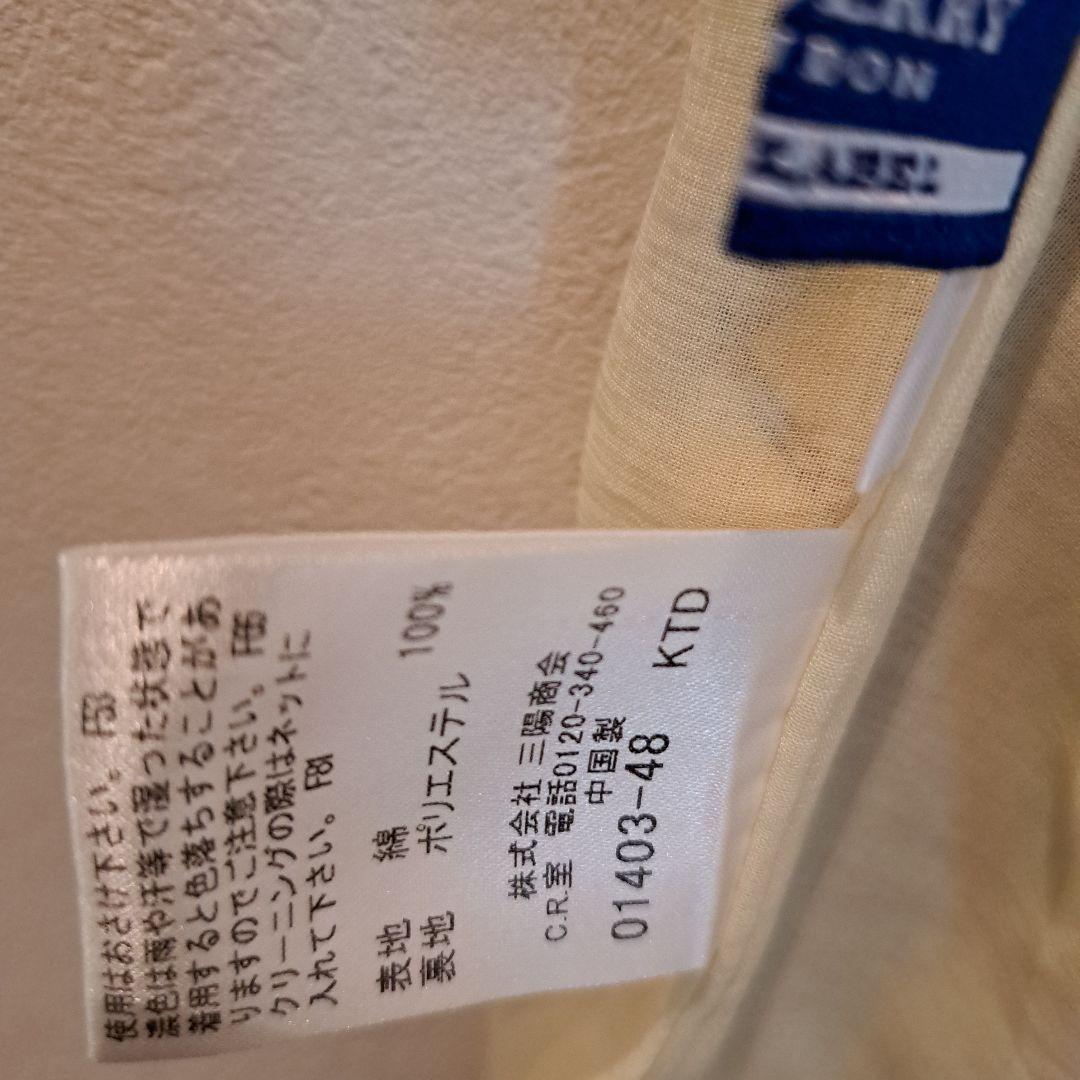 ERRY
LABEL
使用はおさけ下さい。
濃色は雨や汗等で湿った状態で、
着用すると色落ちすることがあ
りますのでご注意下さい。
クリーニングの際はネットに
入れて下さい。 F81
表地 綿 100%
裏地 ポリエステル
株式会社 三陽商会
C.R.室 電話0120-340-460
中国製
01403-48 KTD